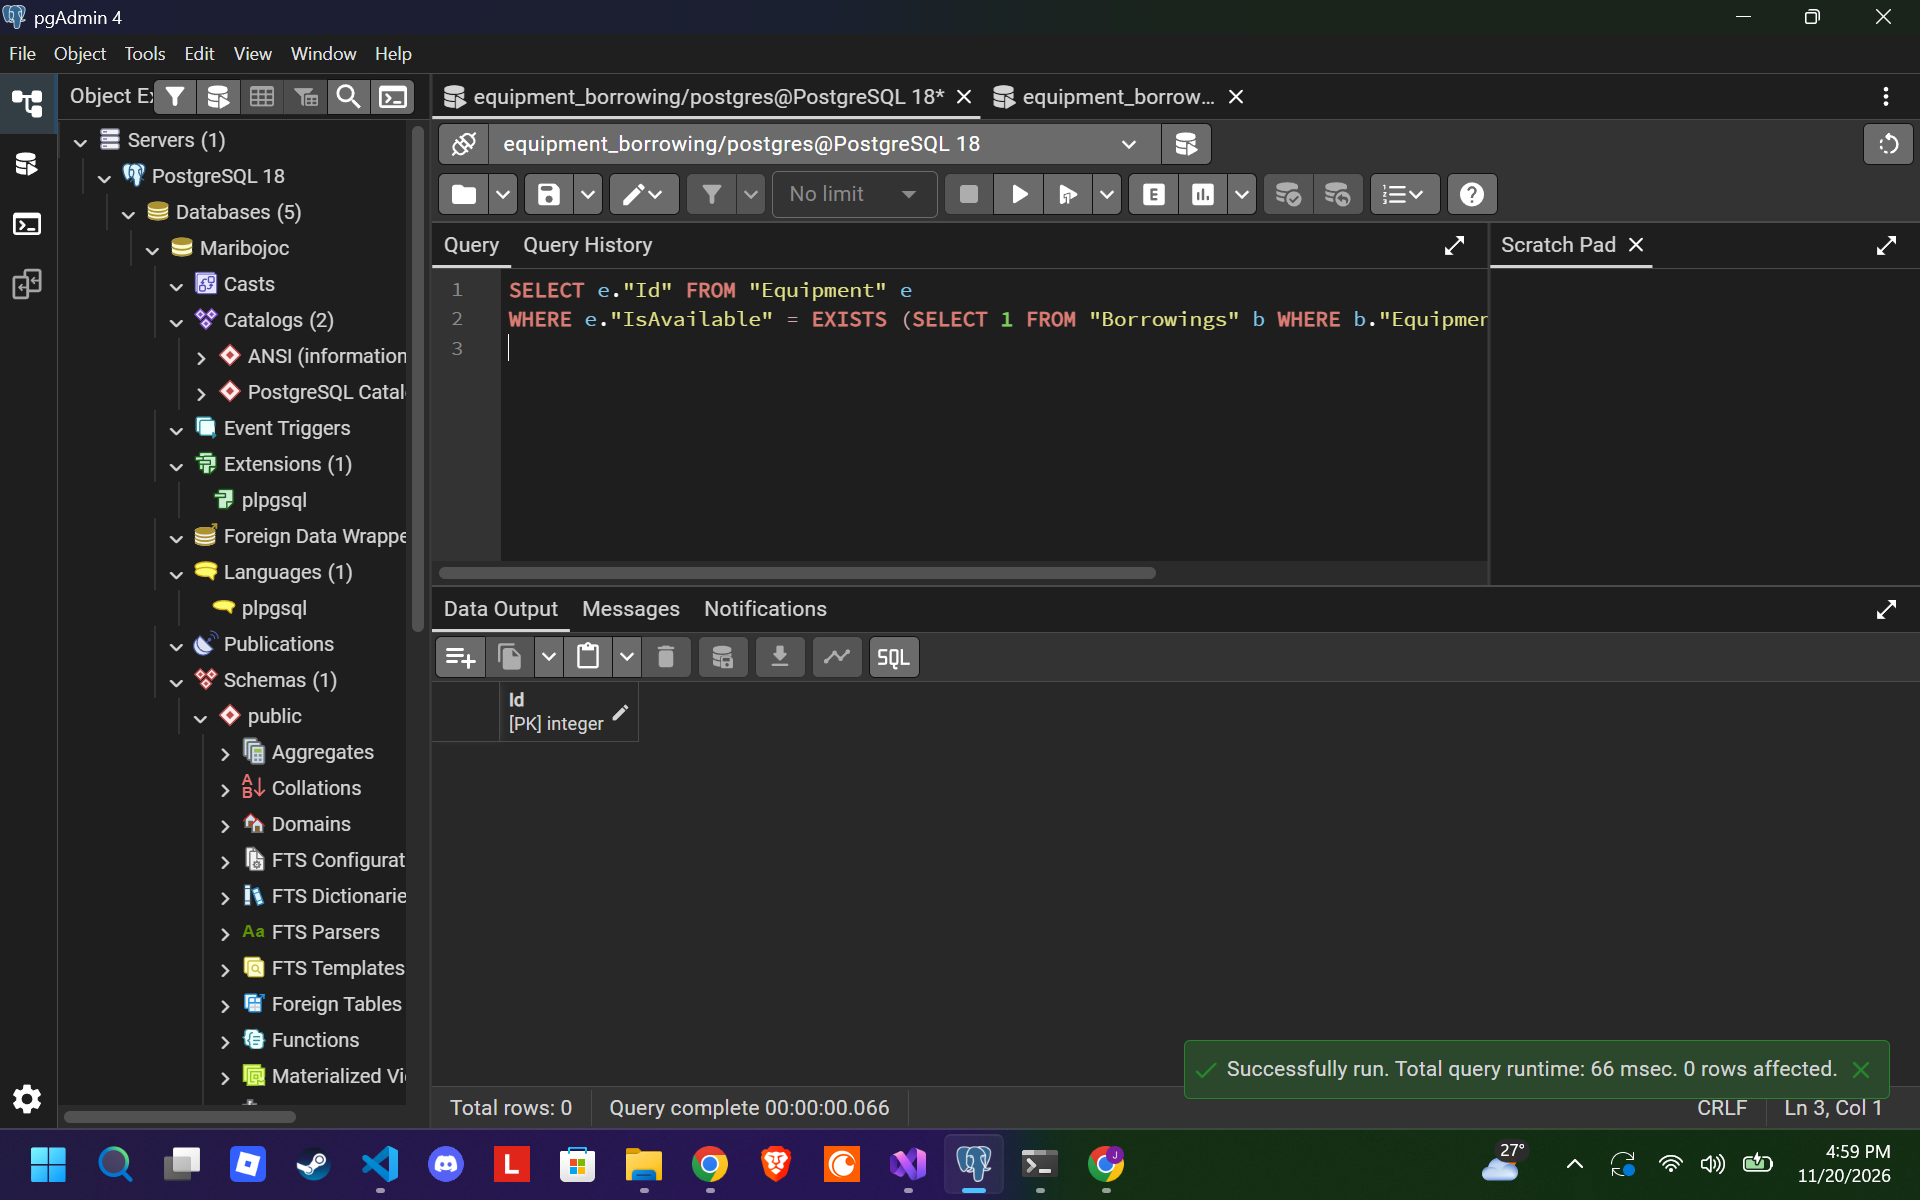 pgAdmin 4
File Object Tools Edit View Window Help
Object Ex
equipment_borrowing/postgres@PostgreSQL 18*
equipment_borrow...
Servers (1)
PostgreSQL 18
Databases (5)
Maribojoc
Casts
Catalogs (2)
ANSI (information
PostgreSQL Catal
Event Triggers
Extensions (1)
plpgsql
Foreign Data Wrappe
Languages (1)
plpgsql
Publications
Schemas (1)
public
Aggregates
Collations
Domains
FTS Configurat
FTS Dictionarie
Aa FTS Parsers
FTS Templates
Foreign Tables
Functions
Materialized Vi
equipment_borrowing/postgres@PostgreSQL 18
No limit
E
Query Query History
Scratch Pad
1 SELECT e."Id" FROM "Equipment" e
2 WHERE e."IsAvailable" = EXISTS (SELECT 1 FROM "Borrowings" b WHERE b."Equipmen
3
Data Output Messages Notifications
SQL
Id
[PK] integer
Successfully run. Total query runtime: 66 msec. 0 rows affected.
Total rows: 0 Query complete 00:00:00.066 CRLF Ln 3, Col 1
L
J
27°
4:59 PM
11/20/2026